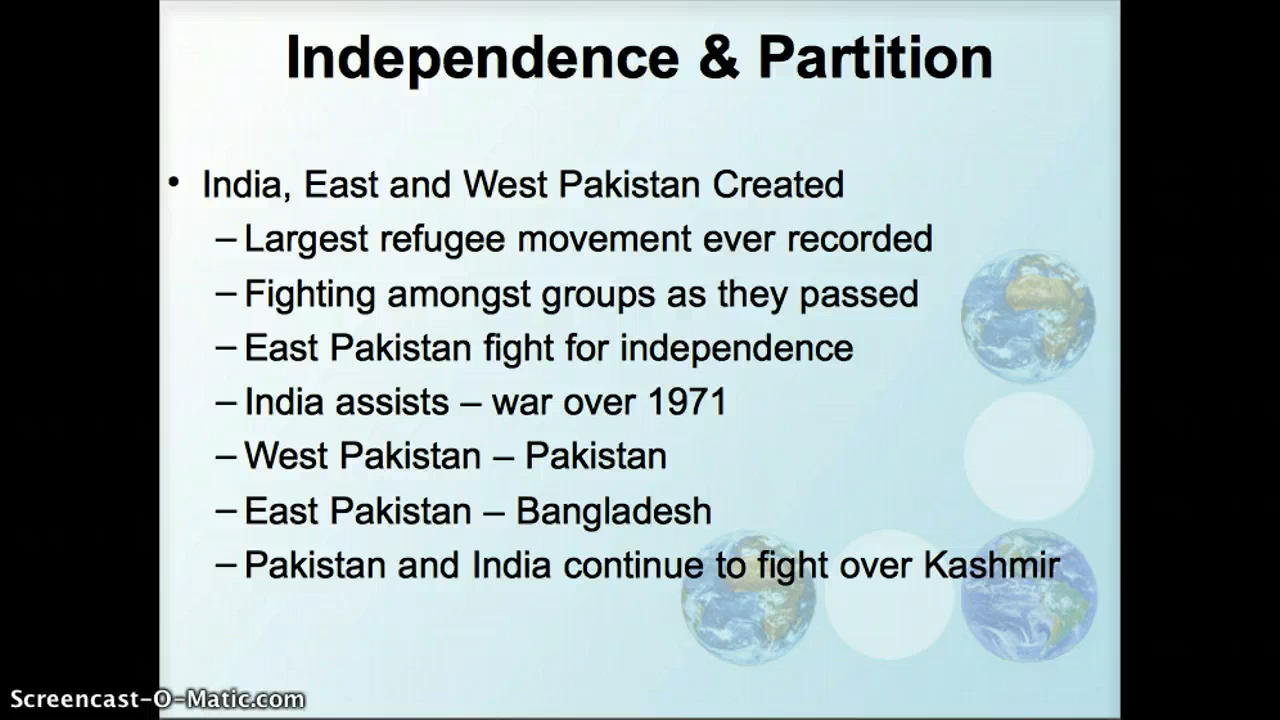 Independence & Partition
• India, East and West Pakistan Created
– Largest refugee movement ever recorded
– Fighting amongst groups as they passed
– East Pakistan fight for independence
– India assists – war over 1971
– West Pakistan – Pakistan
– East Pakistan – Bangladesh
– Pakistan and India continue to fight over Kashmir
Screencast-O-Matic.com